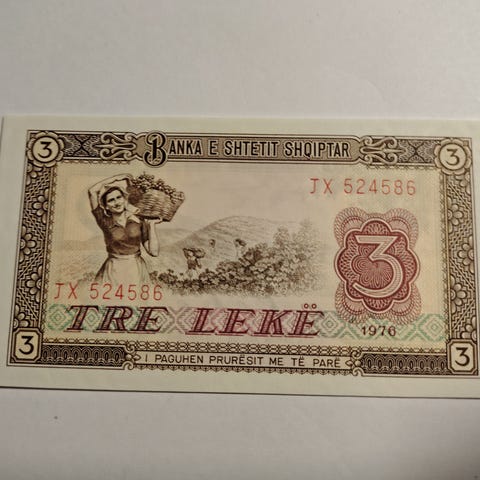 3 BANKA E SHTETIT SHQIPTAR 3
JX 524586
3
JX 524586
TRE LEKË
1976
3 I PAGUHEN PRURËSIT ME TË PARË 3